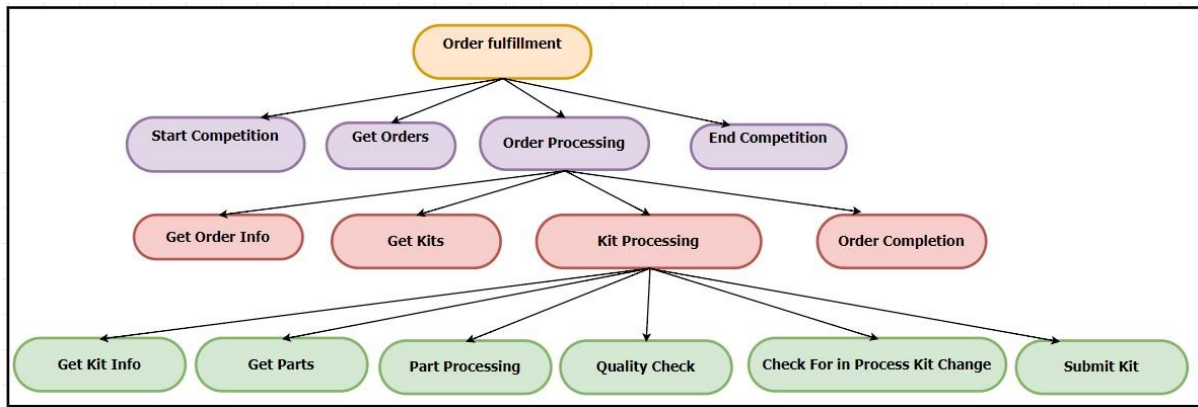 Order fulfillment
Start Competition
Get Orders
Order Processing
End Competition
Get Order Info
Get Kits
Kit Processing
Order Completion
Get Kit Info
Get Parts
Part Processing
Quality Check
Check For in Process Kit Change
Submit Kit